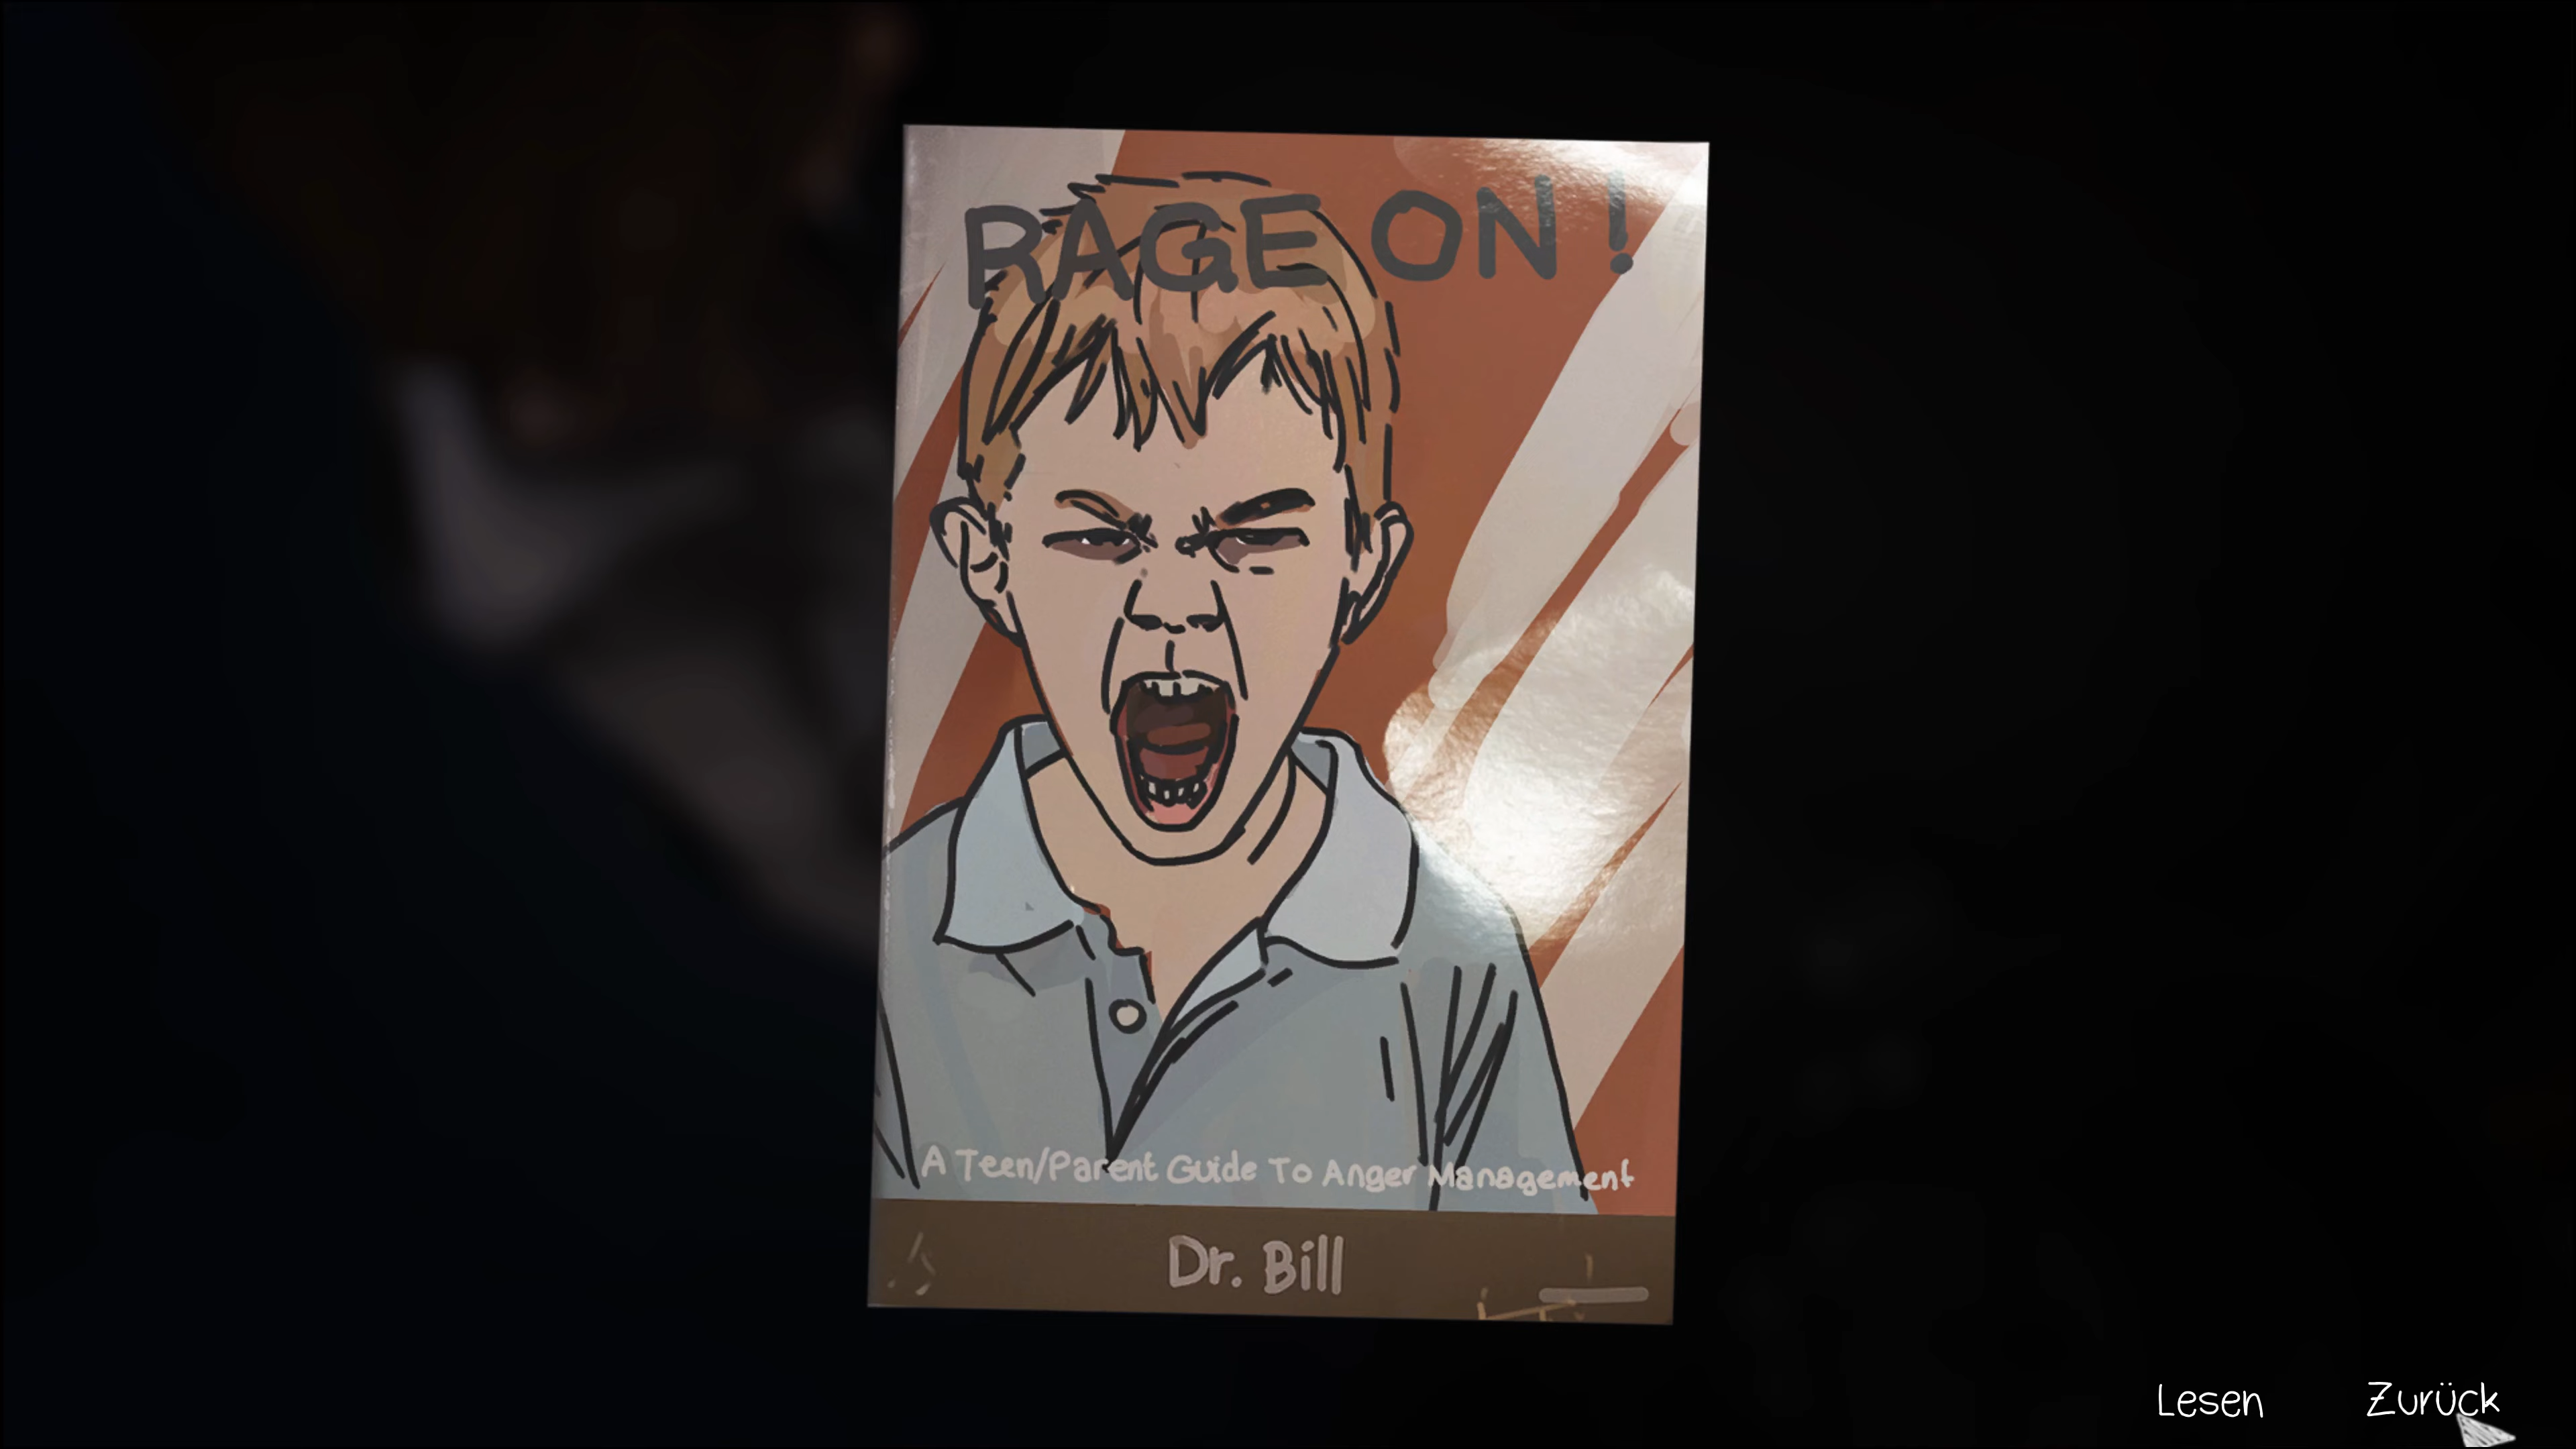 RAGE ON!
A Teen/Parent Guide To Anger Management
Dr. Bill
Lesen
Zurück